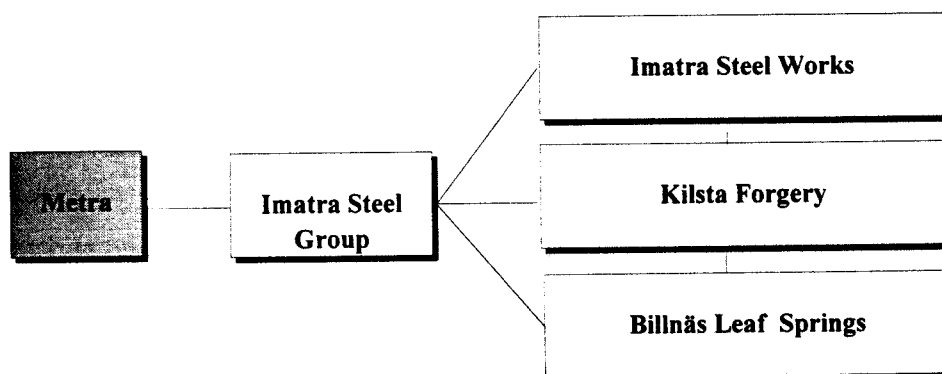 Imatra Steel Works
Metra
Imatra Steel
Group
Kilsta Forgery
Billnäs Leaf Springs